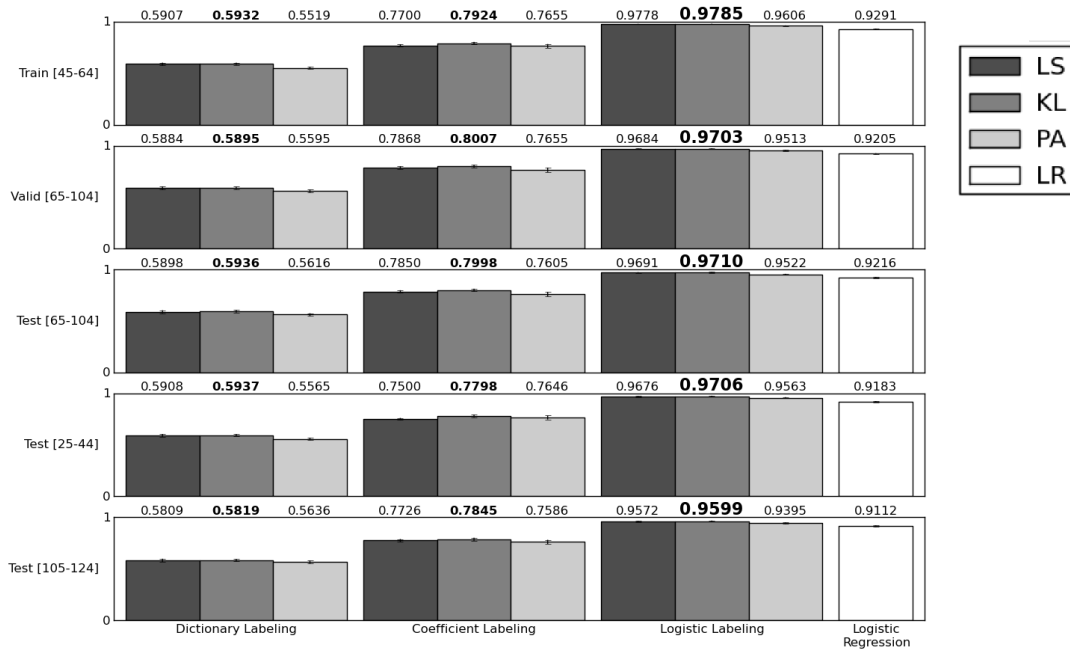 0.5907 0.5932 0.5519 0.7700 0.7924 0.7655 0.9778 0.9785 0.9606 0.9291
1
Train [45-64]
0
0.5884 0.5895 0.5595 0.7868 0.8007 0.7655 0.9684 0.9703 0.9513 0.9205
1
Valid [65-104]
0
0.5898 0.5936 0.5616 0.7850 0.7998 0.7605 0.9691 0.9710 0.9522 0.9216
1
Test [65-104]
0
0.5908 0.5937 0.5565 0.7500 0.7798 0.7646 0.9676 0.9706 0.9563 0.9183
1
Test [25-44]
0
0.5809 0.5819 0.5636 0.7726 0.7845 0.7586 0.9572 0.9599 0.9395 0.9112
1
Test [105-124]
0
Dictionary Labeling Coefficient Labeling Logistic Labeling Logistic
Regression
LS
KL
PA
LR